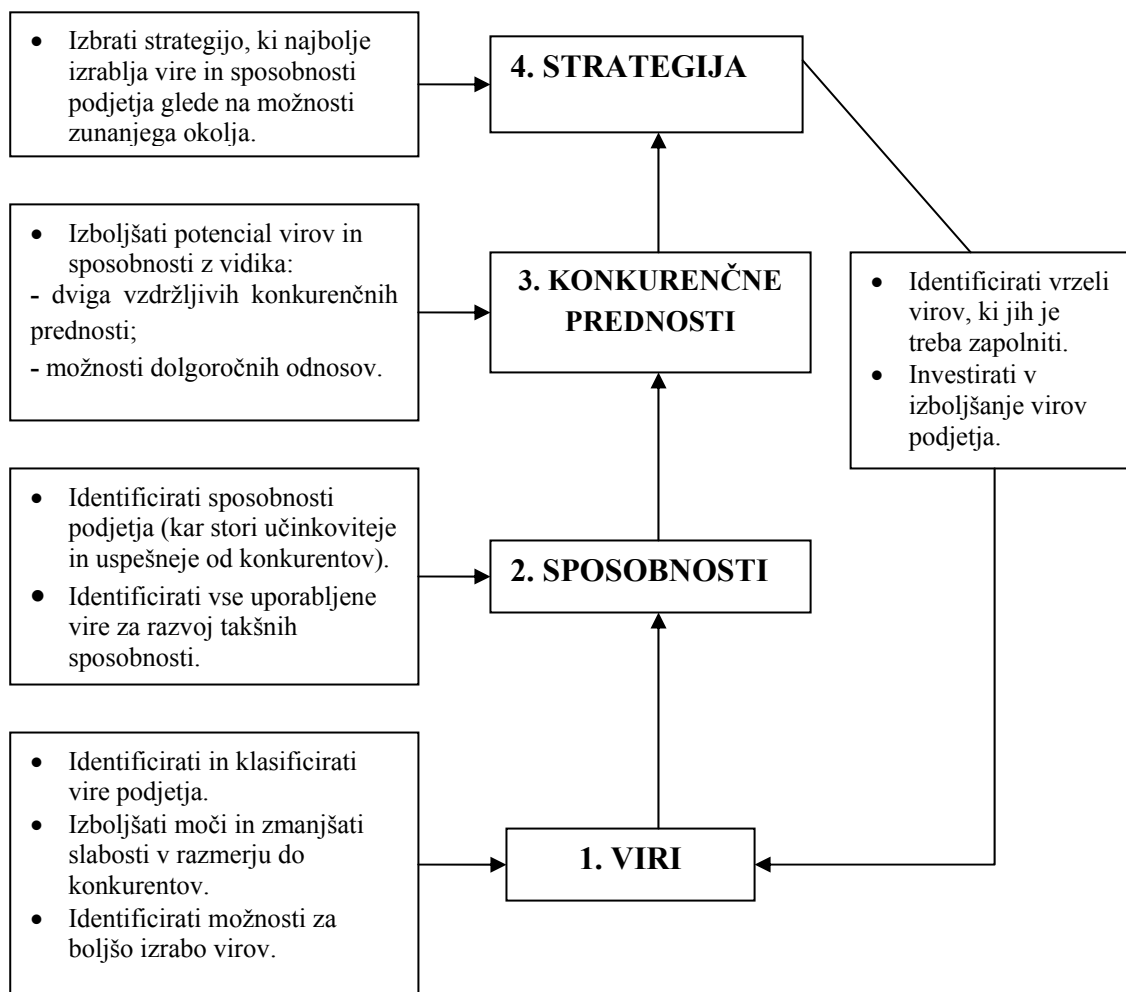 • Izbrati strategijo, ki najbolje
izrablja vire in sposobnosti
podjetja glede na možnosti
zunanjega okolja.
4. STRATEGIJA
• Izboljšati potencial virov in
sposobnosti z vidika:
- dviga vzdržljivih konkurenčnih
prednosti;
- možnosti dolgoročnih odnosov.
3. KONKURENČNE
PREDNOSTI
• Identificirati vrzeli
virov, ki jih je
treba zapolniti.
• Investirati v
izboljšanje virov
podjetja.
• Identificirati sposobnosti
podjetja (kar stori učinkoviteje
in uspešneje od konkurentov).
• Identificirati vse uporabljene
vire za razvoj takšnih
sposobnosti.
2. SPOSOBNOSTI
• Identificirati in klasificirati
vire podjetja.
• Izboljšati moči in zmanjšati
slabosti v razmerju do
konkurentov.
• Identificirati možnosti za
boljšo izrabo virov.
1. VIRI